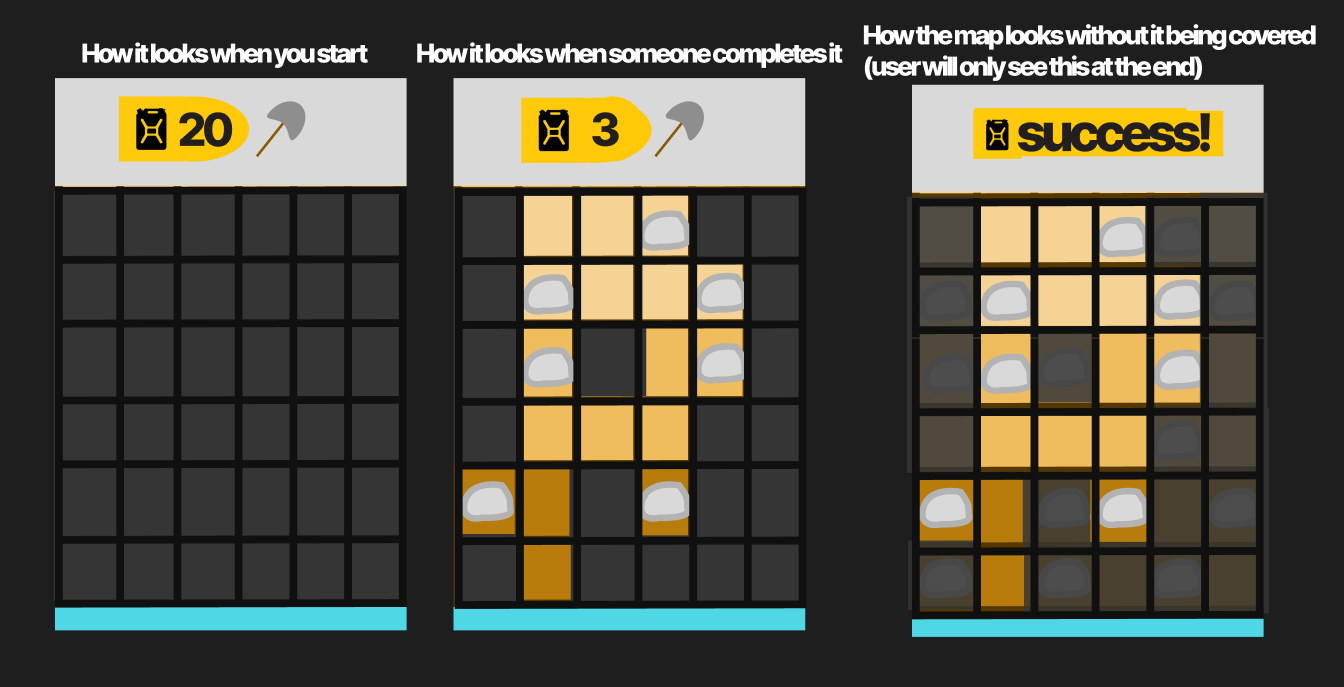 How it looks when you start
20
How it looks when someone completes it
3
How the map looks without it being covered
(user will only see this at the end)
success!